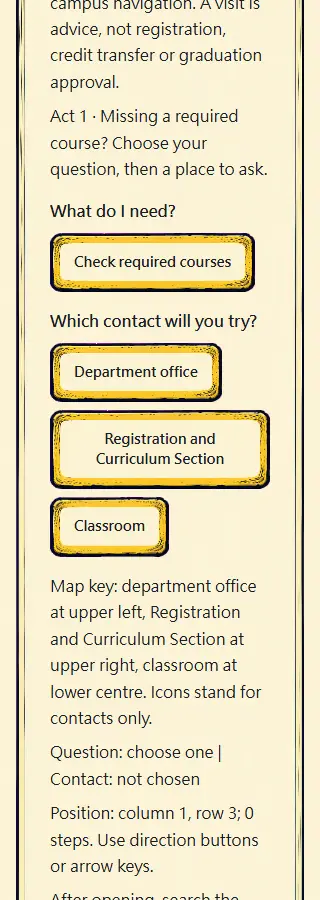 campus navigation. A visit is
advice, not registration,
credit transfer or graduation
approval.
Act 1 · Missing a required
course? Choose your
question, then a place to ask.
What do I need?
Check required courses
Which contact will you try?
Department office
Registration and
Curriculum Section
Classroom
Map key: department office
at upper left, Registration
and Curriculum Section at
upper right, classroom at
lower centre. Icons stand for
contacts only.
Question: choose one |
Contact: not chosen
Position: column 1, row 3; 0
steps. Use direction buttons
or arrow keys.
After opening, search the